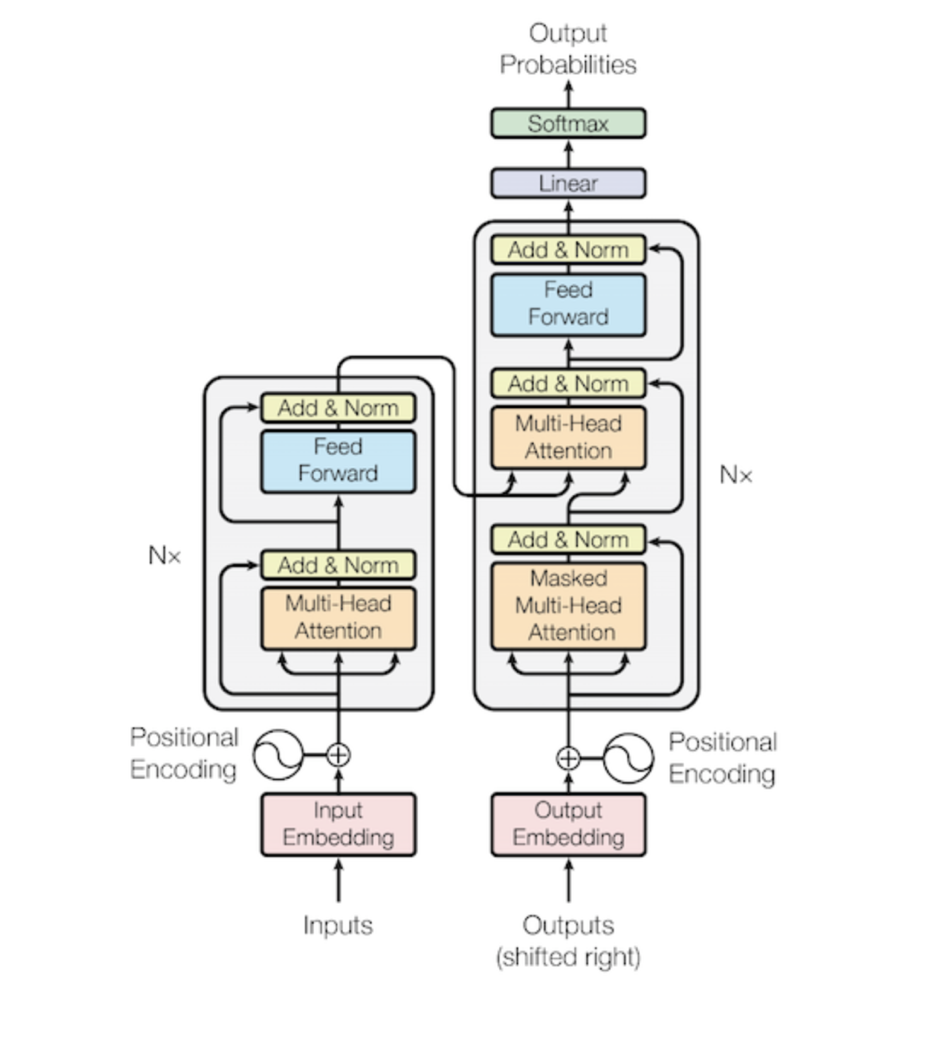 Output
Probabilities
Softmax
Linear
Add & Norm
Feed
Forward
Add & Norm
Multi-Head
Attention
Nx
Add & Norm
Masked
Multi-Head
Attention
Positional
Encoding
Output
Embedding
Outputs
(shifted right)
Add & Norm
Feed
Forward
Nx
Add & Norm
Multi-Head
Attention
Positional
Encoding
Input
Embedding
Inputs